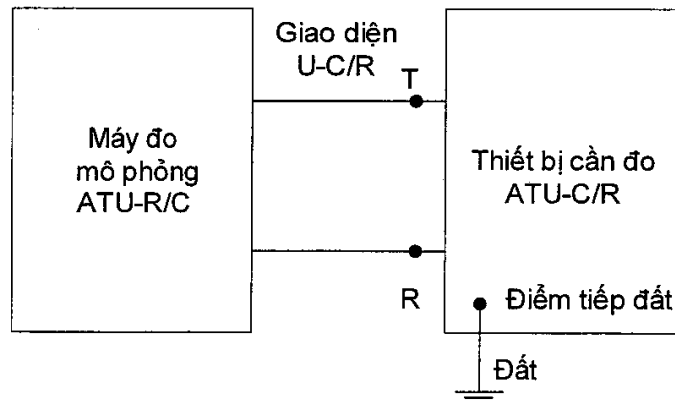 Giao diện
U-C/R
T
Máy đo
mô phỏng
ATU-R/C
Thiết bị cần đo
ATU-C/R
R
Điểm tiếp đất
Đất